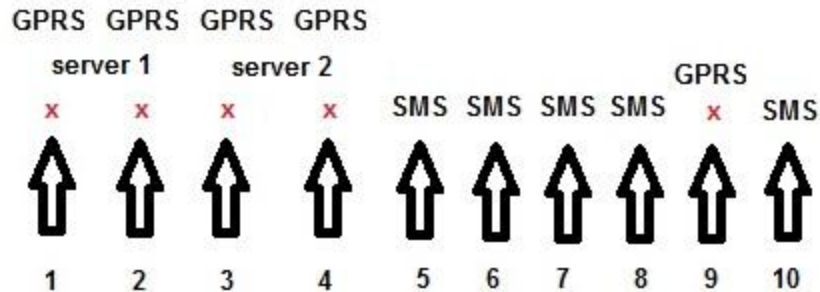 GPRS GPRS GPRS GPRS
server 1 server 2
GPRS
x x x x SMS SMS SMS SMS x SMS
1 2 3 4 5 6 7 8 9 10